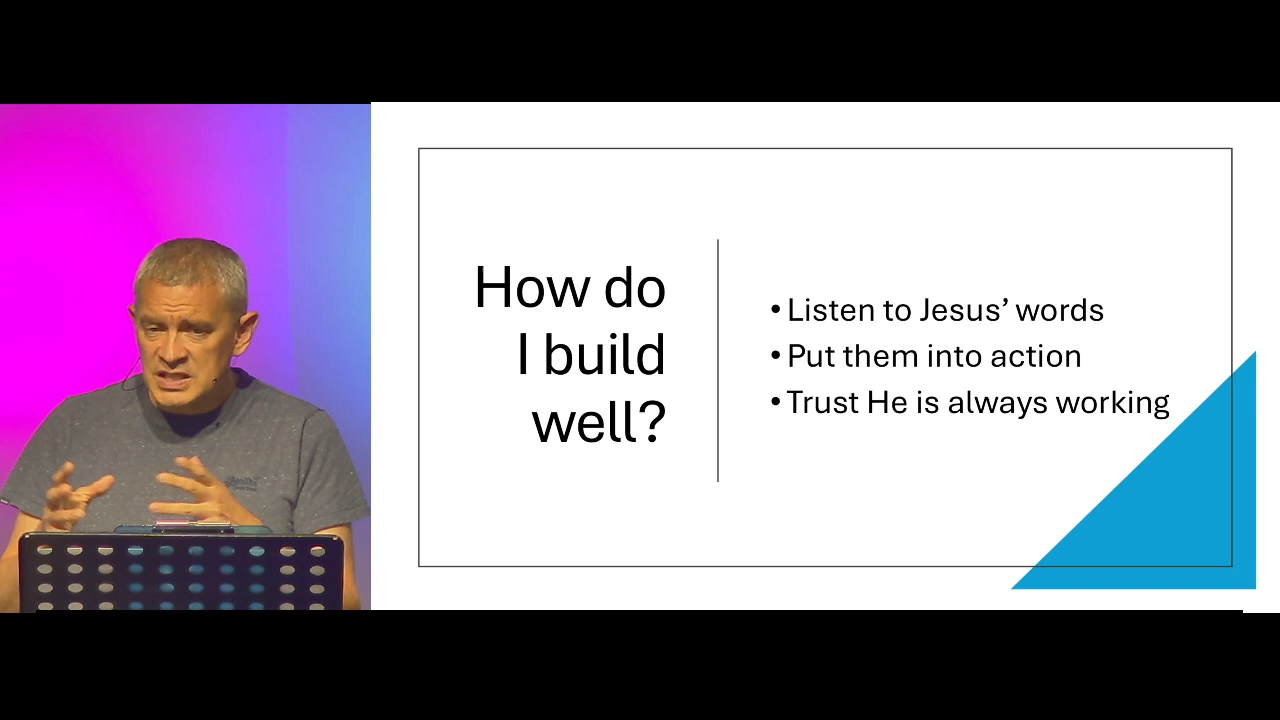 How do
I build
well?
• Listen to Jesus’ words
• Put them into action
• Trust He is always working